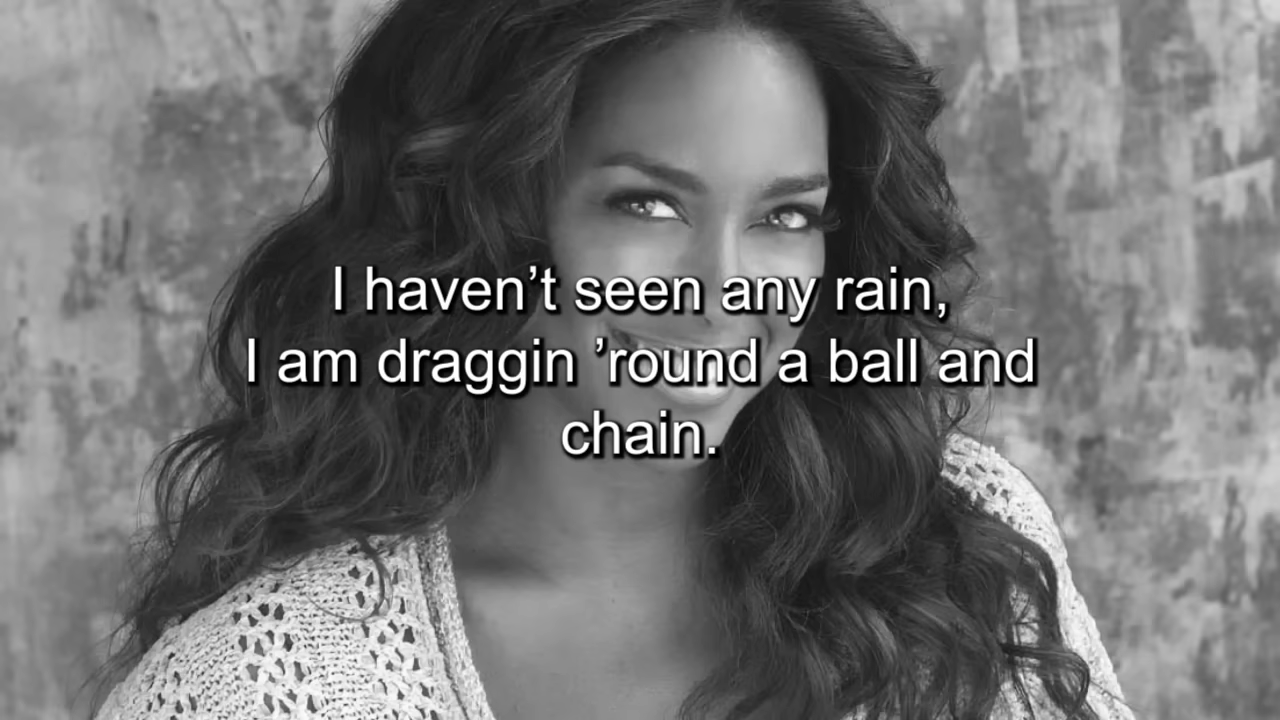 I haven’t seen any rain,
I am draggin ’round a ball and
chain.